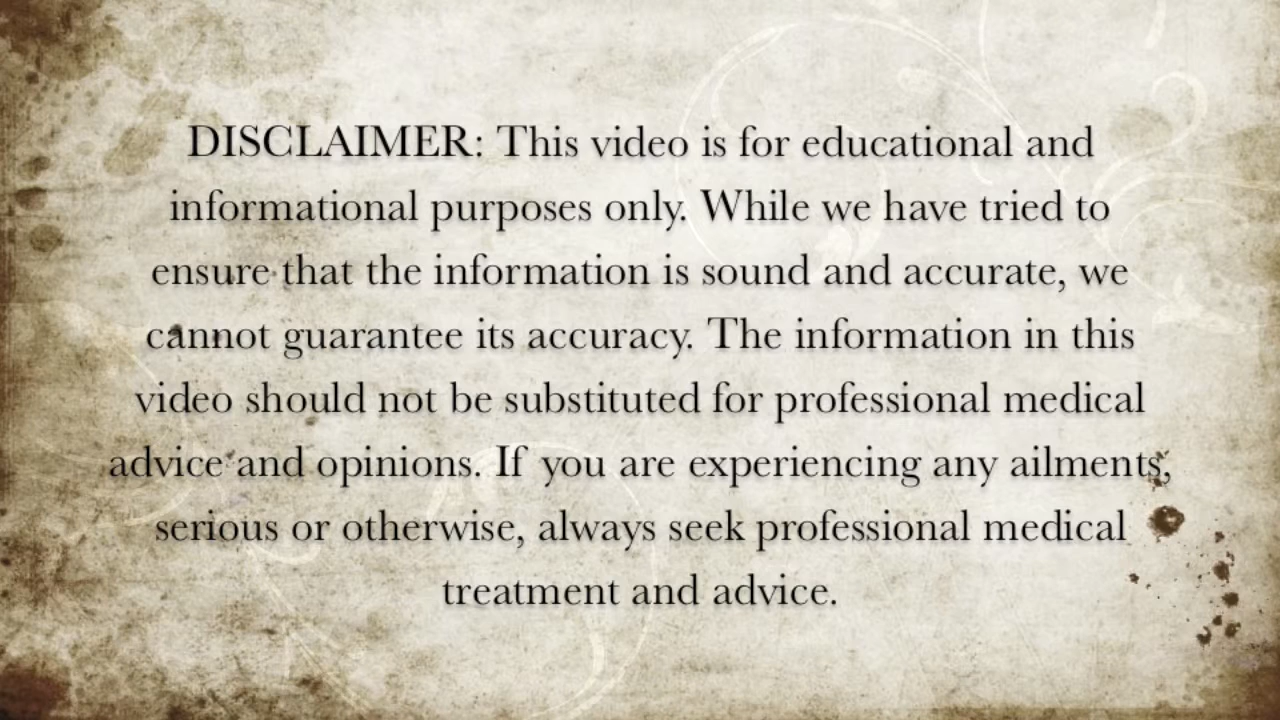 DISCLAIMER: This video is for educational and
informational purposes only. While we have tried to
ensure that the information is sound and accurate, we
cannot guarantee its accuracy. The information in this
video should not be substituted for professional medical
advice and opinions. If you are experiencing any ailments,
serious or otherwise, always seek professional medical
treatment and advice.